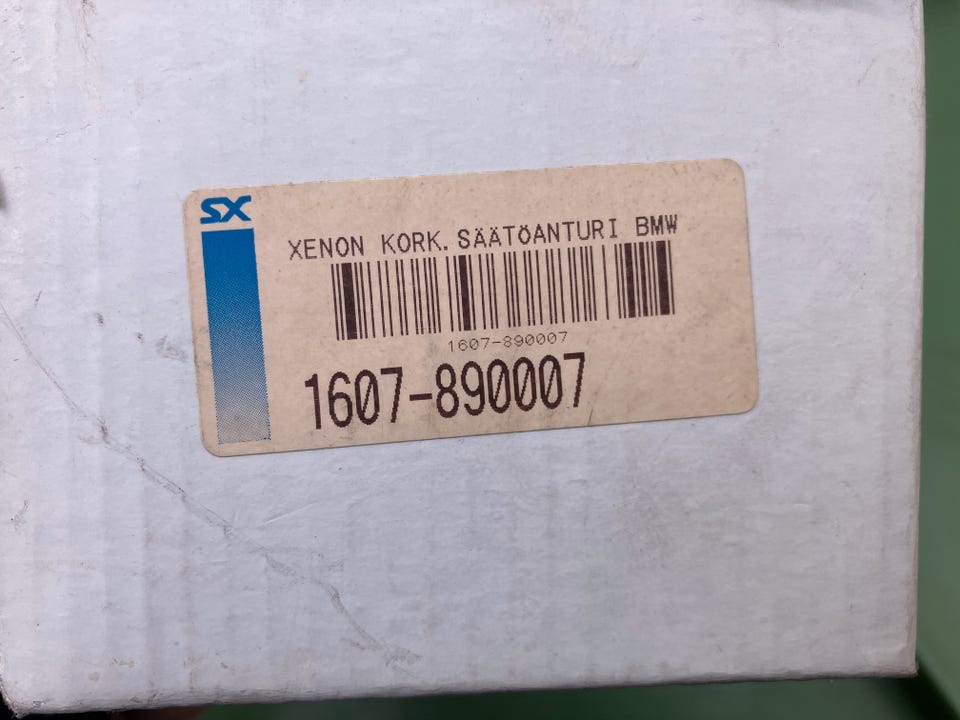 SX
XENON KORK.SÄÄTÖANTURI BMW
1607-890007
1607-890007